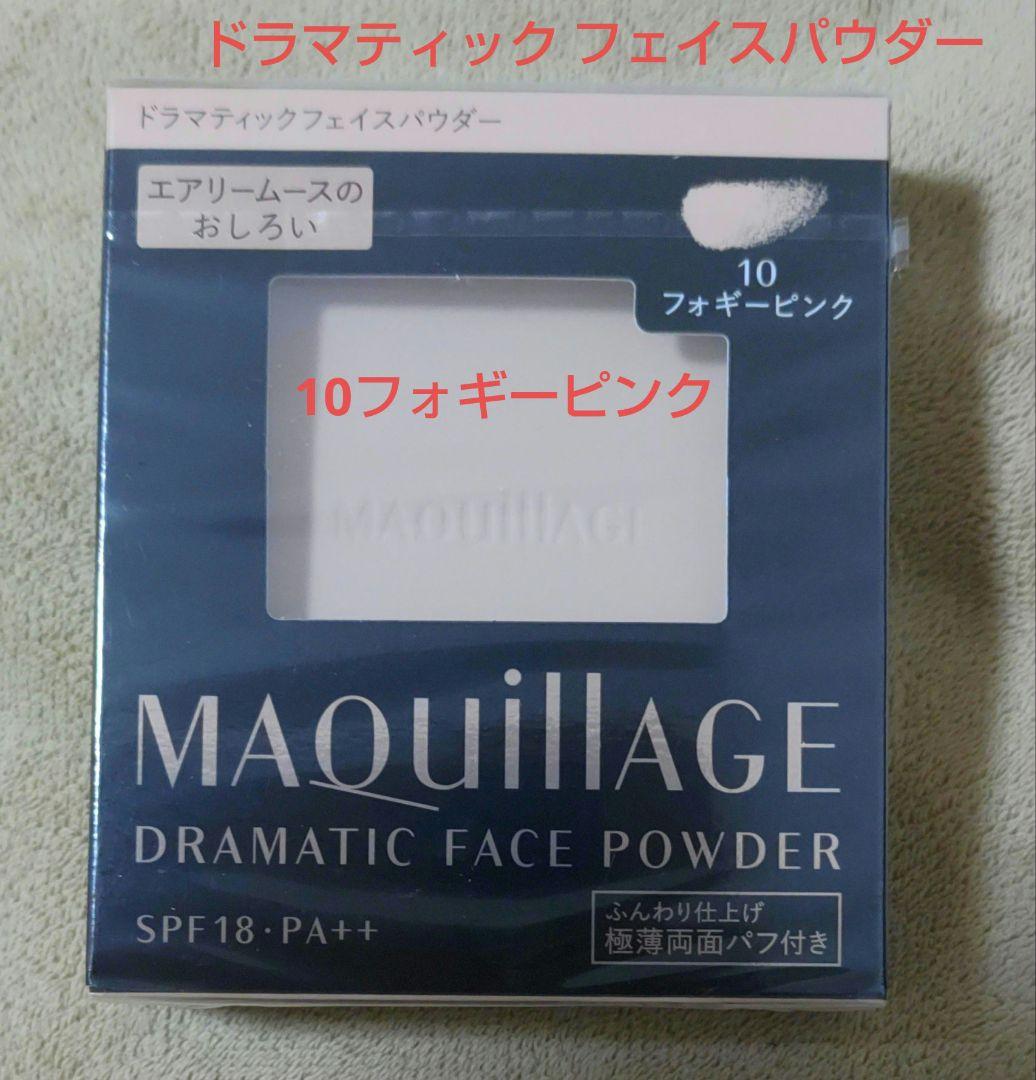 ドラマティック フェイスパウダー
ドラマティックフェイスパウダー
エアリームースの
おしろい
10
フォギーピンク
10フォギーピンク
MAQuillAGE
MAQuillAGE
DRAMATIC FACE POWDER
SPF18・PA++
ふんわり仕上げ
極薄両面パフ付き